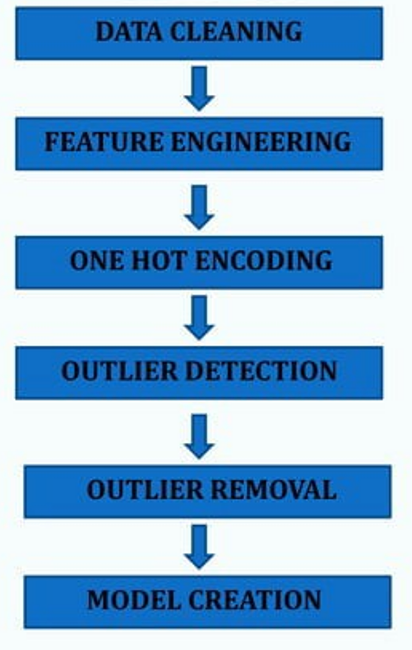 DATA CLEANING
FEATURE ENGINEERING
ONE HOT ENCODING
OUTLIER DETECTION
OUTLIER REMOVAL
MODEL CREATION